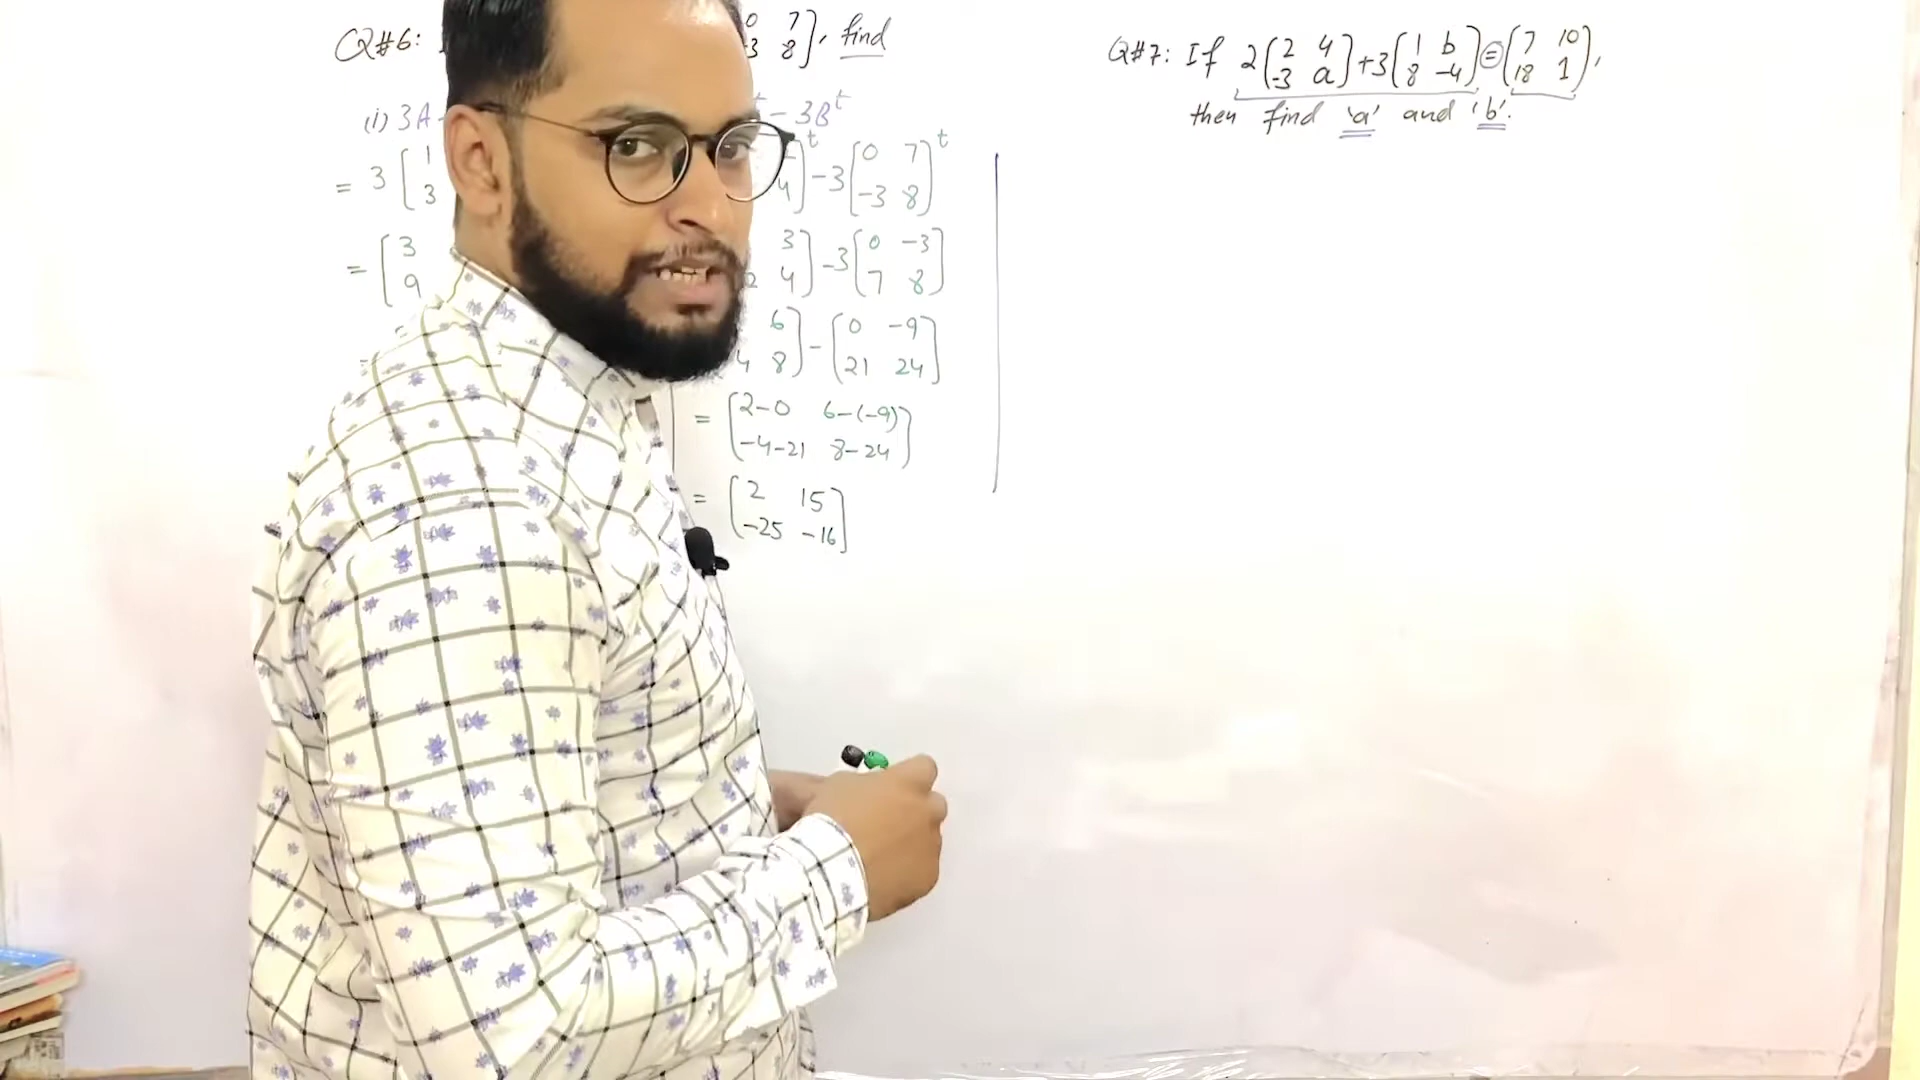 Q#6: 0 7
3 8], find
(i) 3A t - 3B^t
= 3 [1 4] - 3 [0 7]^t
3 -3 8
= [3 3] - 3 [0 -3]
9 4 7 8
6] - [0 -9]
4 8 21 24
= [2-0 6-(-9)]
-4-21 8-24
= [2 15]
-25 -16
Q#7: If 2[2 4] + 3[1 b] = [7 10],
-3 a 8 -4 18 1
then find 'a' and 'b'.